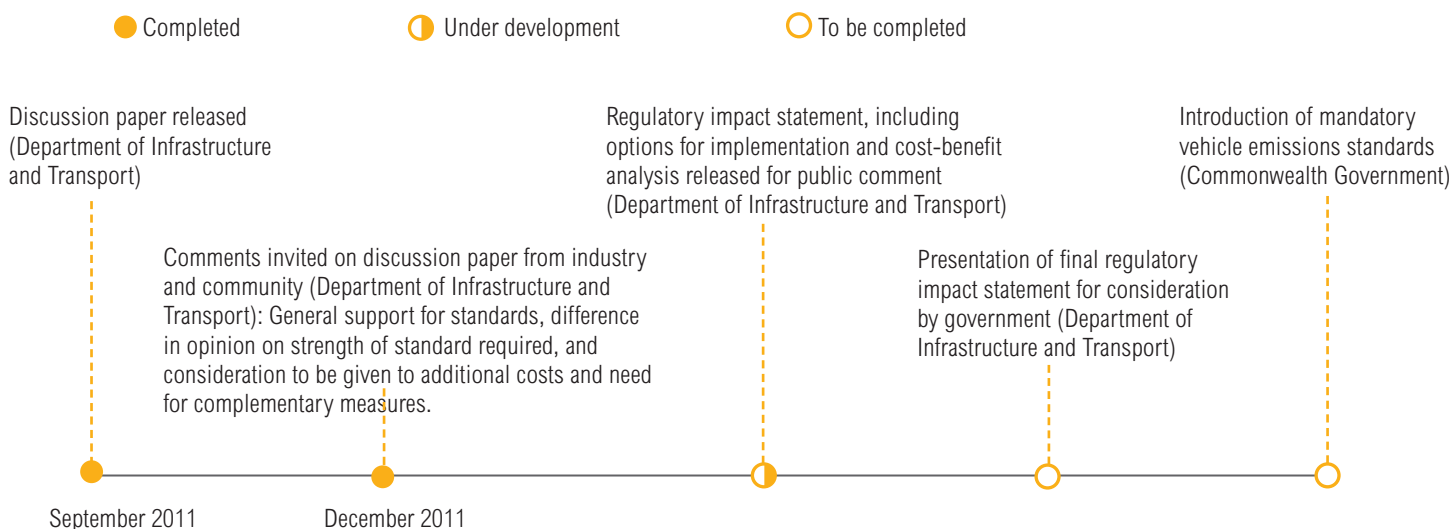 Completed
Under development
To be completed
Discussion paper released
(Department of Infrastructure
and Transport)
Comments invited on discussion paper from industry
and community (Department of Infrastructure and
Transport): General support for standards, difference
in opinion on strength of standard required, and
consideration to be given to additional costs and need
for complementary measures.
Regulatory impact statement, including
options for implementation and cost-benefit
analysis released for public comment
(Department of Infrastructure and Transport)
Presentation of final regulatory
impact statement for consideration
by government (Department of
Infrastructure and Transport)
Introduction of mandatory
vehicle emissions standards
(Commonwealth Government)
September 2011
December 2011